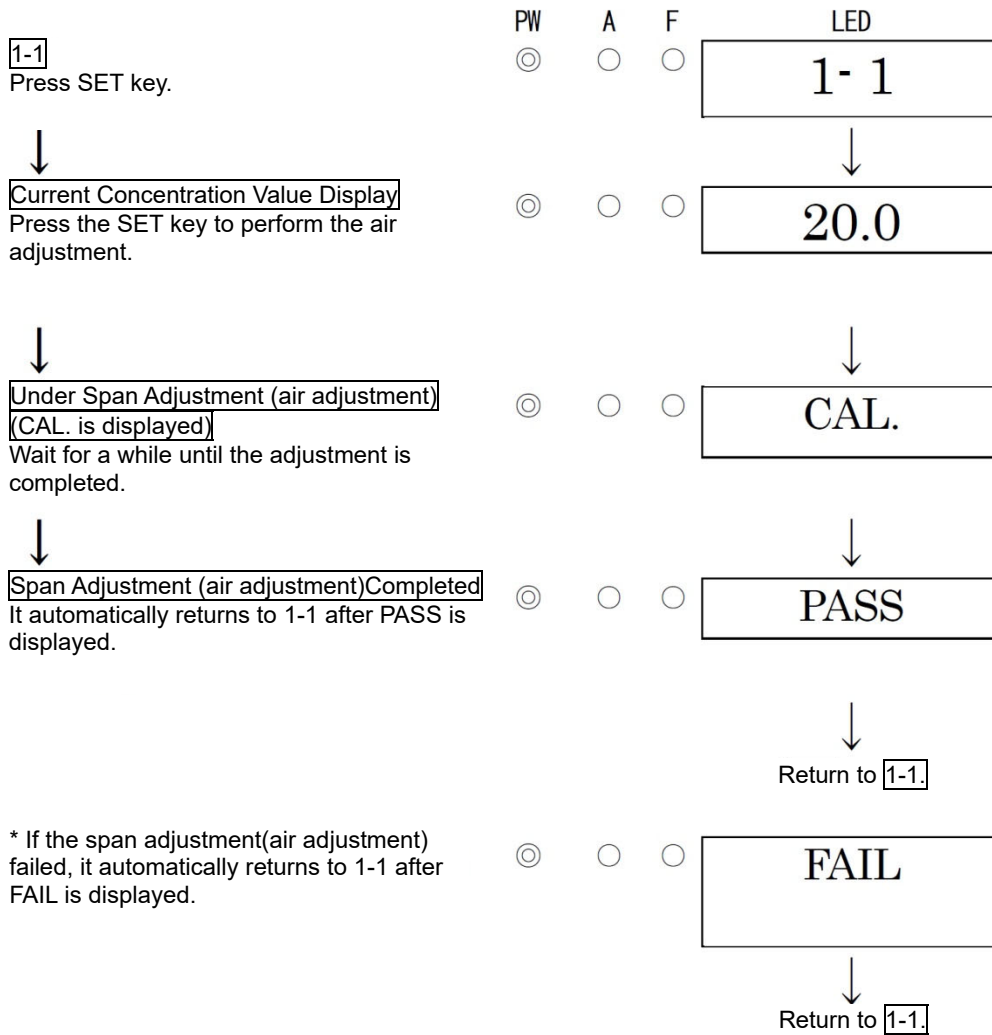 PW A F LED
1-1
Press SET key.
1- 1
Current Concentration Value Display
Press the SET key to perform the air
adjustment.
20.0
Under Span Adjustment (air adjustment)
(CAL. is displayed)
Wait for a while until the adjustment is
completed.
CAL.
Span Adjustment (air adjustment)Completed
It automatically returns to 1-1 after PASS is
displayed.
PASS
Return to 1-1.
* If the span adjustment(air adjustment)
failed, it automatically returns to 1-1 after
FAIL is displayed.
FAIL
Return to 1-1.